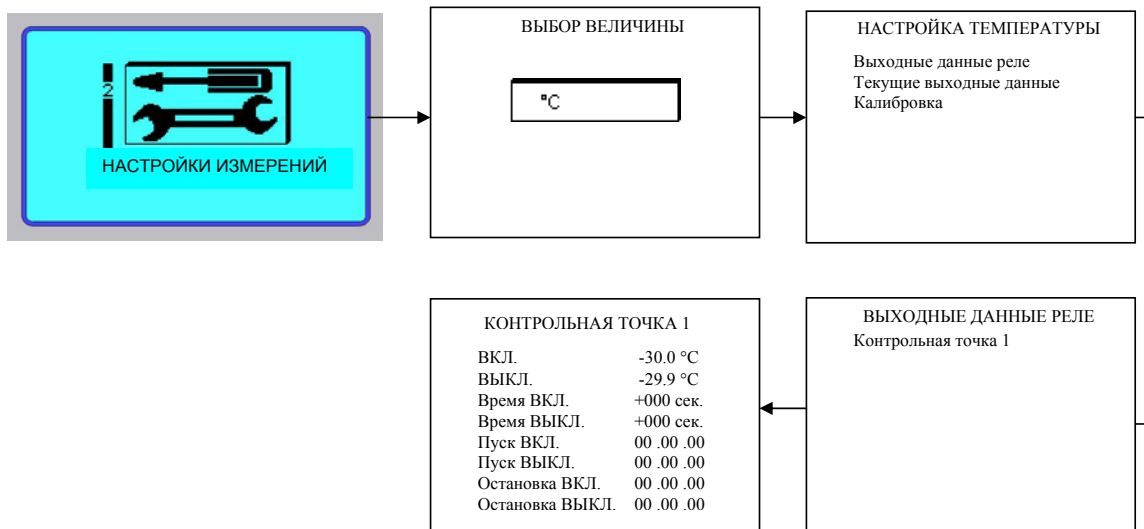 2
НАСТРОЙКИ ИЗМЕРЕНИЙ
ВЫБОР ВЕЛИЧИНЫ
°C
НАСТРОЙКА ТЕМПЕРАТУРЫ
Выходные данные реле
Текущие выходные данные
Калибровка
КОНТРОЛЬНАЯ ТОЧКА 1
ВКЛ. -30.0 °C
ВЫКЛ. -29.9 °C
Время ВКЛ. +000 сек.
Время ВЫКЛ. +000 сек.
Пуск ВКЛ. 00 .00 .00
Пуск ВЫКЛ. 00 .00 .00
Остановка ВКЛ. 00 .00 .00
Остановка ВЫКЛ. 00 .00 .00
ВЫХОДНЫЕ ДАННЫЕ РЕЛЕ
Контрольная точка 1